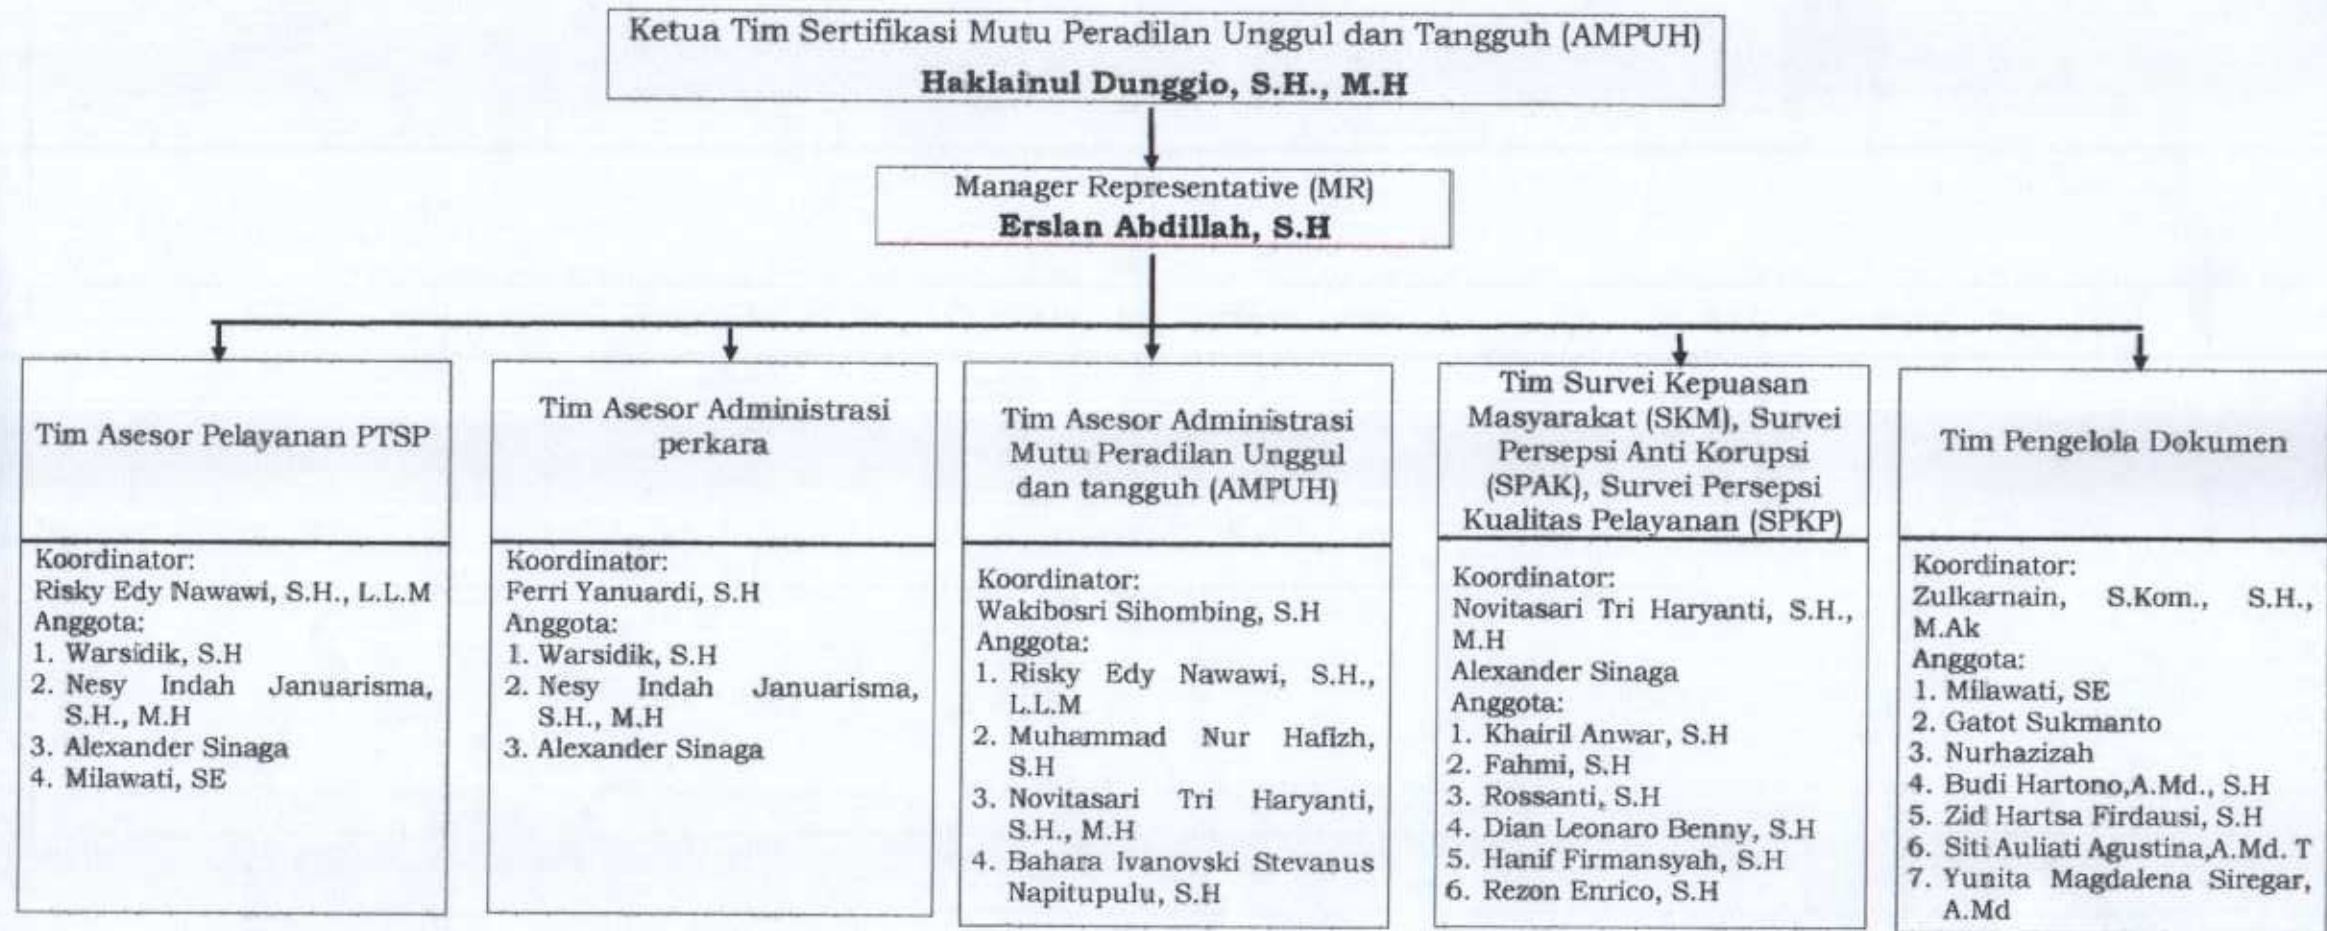 Ketua Tim Sertifikasi Mutu Peradilan Unggul dan Tangguh (AMPUH)
Haklainul Dunggio, S.H., M.H
Manager Representative (MR)
Erslan Abdillah, S.H
Tim Asesor Pelayanan PTSP
Koordinator:
Risky Edy Nawawi, S.H., L.L.M
Anggota:
1. Warsidik, S.H
2. Nesy Indah Januarisma,
S.H., M.H
3. Alexander Sinaga
4. Milawati, SE
Tim Asesor Administrasi
perkara
Koordinator:
Ferri Yanuardi, S.H
Anggota:
1. Warsidik, S.H
2. Nesy Indah Januarisma,
S.H., M.H
3. Alexander Sinaga
Tim Asesor Administrasi
Mutu Peradilan Unggul
dan tangguh (AMPUH)
Koordinator:
Wakibosri Sihombing, S.H
Anggota:
1. Risky Edy Nawawi, S.H.,
L.L.M
2. Muhammad Nur Hafizh,
S.H
3. Novitasari Tri Haryanti,
S.H., M.H
4. Bahara Ivanovski Stevanus
Napitupulu, S.H
Tim Survei Kepuasan
Masyarakat (SKM), Survei
Persepsi Anti Korupsi
(SPAK), Survei Persepsi
Kualitas Pelayanan (SPKP)
Koordinator:
Novitasari Tri Haryanti, S.H.,
M.H
Alexander Sinaga
Anggota:
1. Khairil Anwar, S.H
2. Fahmi, S.H
3. Rossanti, S.H
4. Dian Leonaro Benny, S.H
5. Hanif Firmansyah, S.H
6. Rezon Enrico, S.H
Tim Pengelola Dokumen
Koordinator:
Zulkarnain, S.Kom., S.H.,
M.Ak
Anggota:
1. Milawati, SE
2. Gatot Sukmanto
3. Nurhazizah
4. Budi Hartono,A.Md., S.H
5. Zid Hartsa Firdausi, S.H
6. Siti Auliati Agustina,A.Md. T
7. Yunita Magdalena Siregar,
A.Md